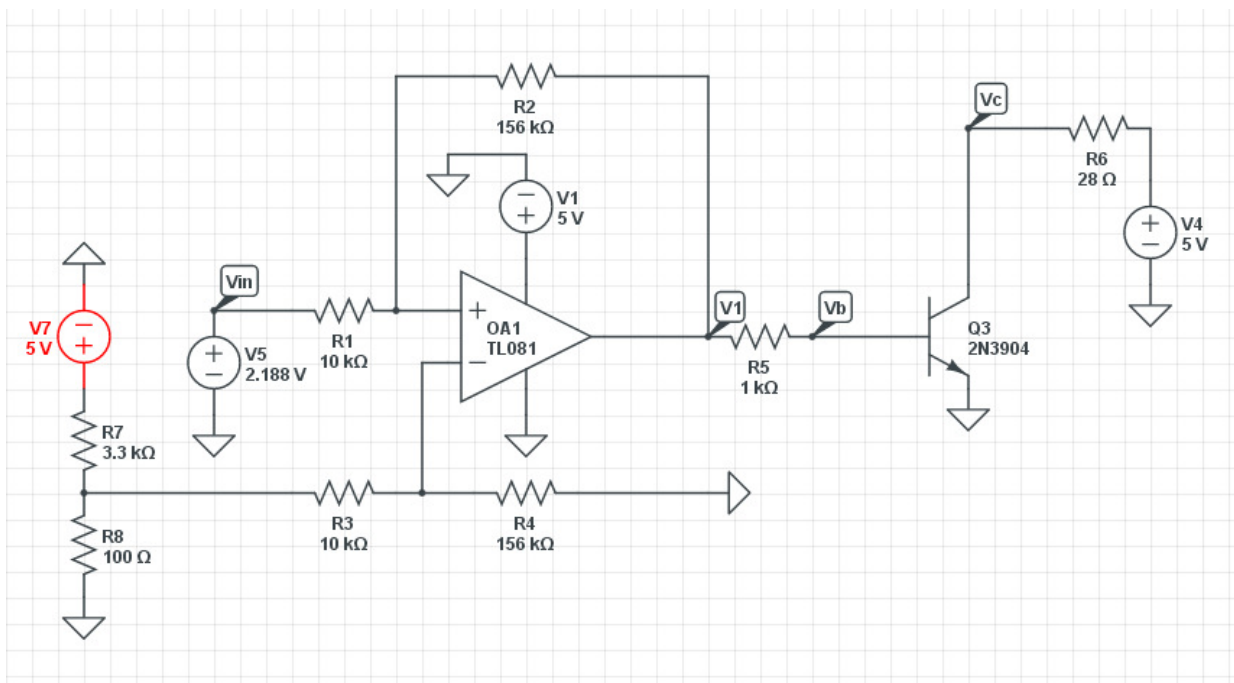 R2
156 kΩ
Vc
R6
28 Ω
V1
5 V
V4
5 V
Vin
V7
5 V
+
−
OA1
TL081
V1
Vb
Q3
2N3904
R1
10 kΩ
V5
2.188 V
R5
1 kΩ
R7
3.3 kΩ
R3
10 kΩ
R4
156 kΩ
R8
100 Ω